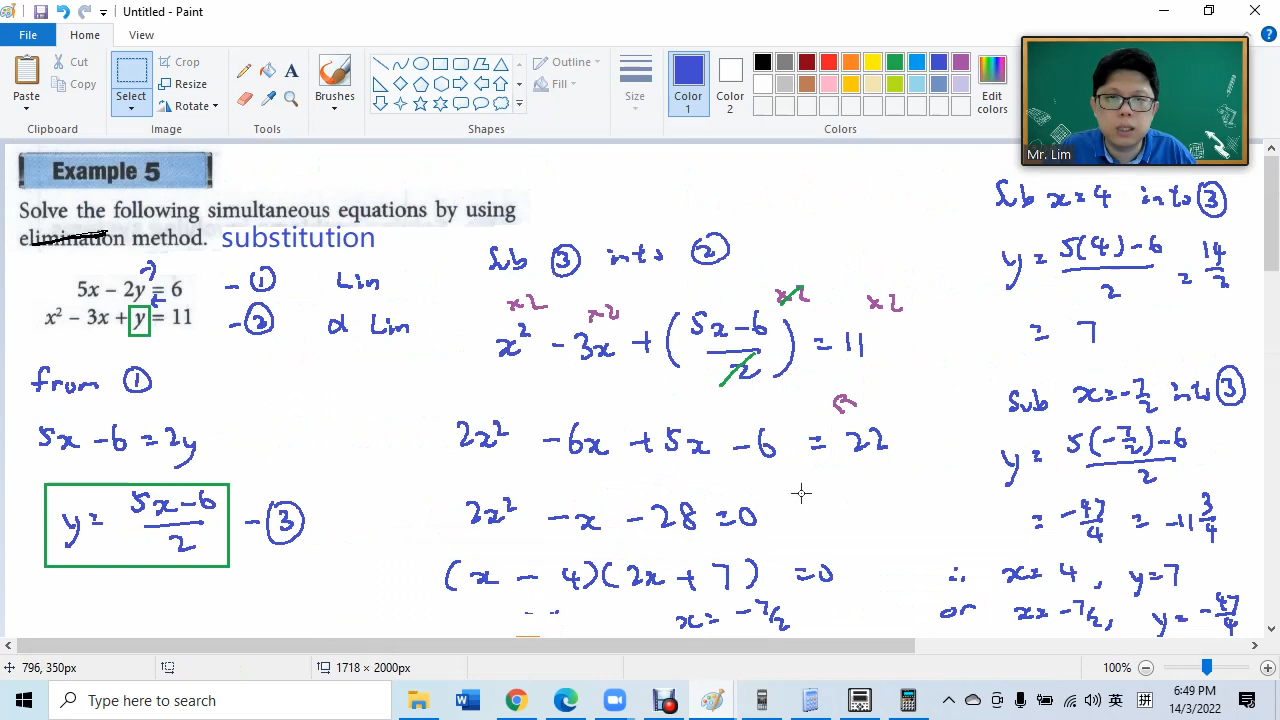 Untitled - Paint
File Home View
Paste Cut Copy Clipboard
Select Crop Resize Rotate Image
Tools
Brushes
Shapes Outline Fill
Size
Color 1 Color 2 Edit colors Colors
Mr. Lim
Example 5
Solve the following simultaneous equations by using
elimination method. substitution
5x − 2y = 6 - ① Lin
x² − 3x + y = 11 - ②
from ①
5x - 6 = 2y
y = (5x - 6)/2 - ③
Sub ③ into ②
x2 x2 x2 x2
x² - 3x + ((5x - 6)/2) = 11
2x² - 6x + 5x - 6 = 22
2x² - x - 28 = 0
(x - 4)(2x + 7) = 0
x = -7/2
Sub x = 4 into ③
y = (5(4) - 6)/2 = 14/2
= 7
Sub x = -7/2 into ③
y = (5(-7/2) - 6)/2
= -47/4 = -11 3/4
∴ x = 4, y = 7
or x = -7/2, y = -47/4
796, 350px 1718 × 2000px 100%
Type here to search
英 拼 6:49 PM
14/3/2022